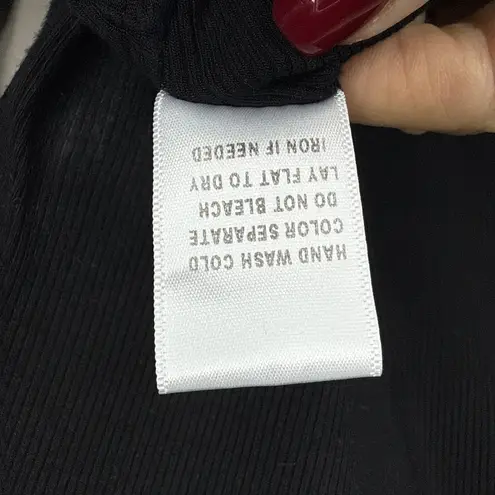 HAND WASH COLD
COLOR SEPARATE
DO NOT BLEACH
LAY FLAT TO DRY
IRON IF NEEDED